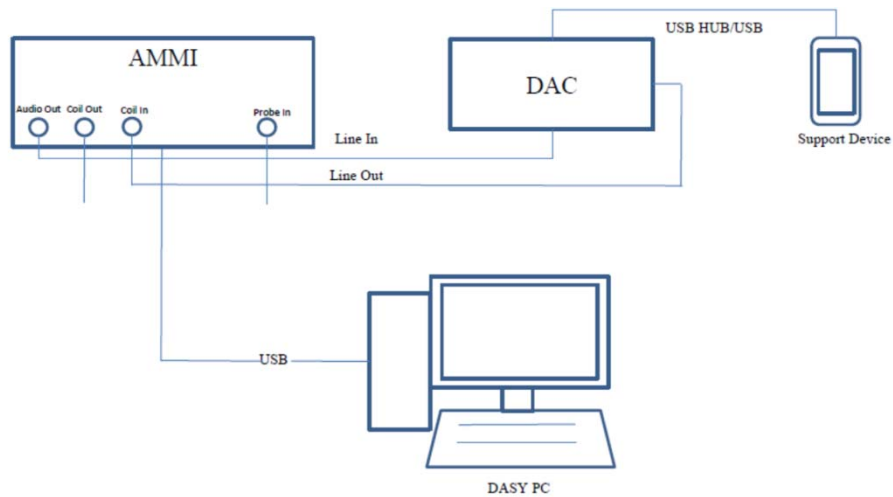 USB HUB/USB
AMMI
DAC
Audio Out Coil Out Coil In Probe In
Line In
Support Device
Line Out
USB
DASY PC